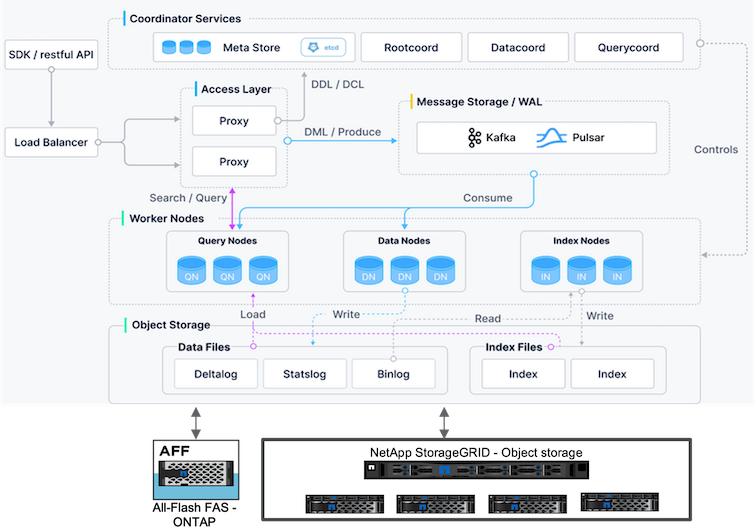 Coordinator Services
SDK / restful API
Meta Store
etcd
Rootcoord
Datacoord
Querycoord
Access Layer
DDL / DCL
Message Storage / WAL
Proxy
Load Balancer
DML / Produce
Kafka
Pulsar
Proxy
Controls
Search / Query
Consume
Worker Nodes
Query Nodes
Data Nodes
Index Nodes
QN QN QN
DN DN DN
IN IN IN
Load
Write
Read
Write
Object Storage
Data Files
Index Files
Deltalog
Statslog
Binlog
Index
Index
AFF
NetApp StorageGRID - Object storage
All-Flash FAS -
ONTAP